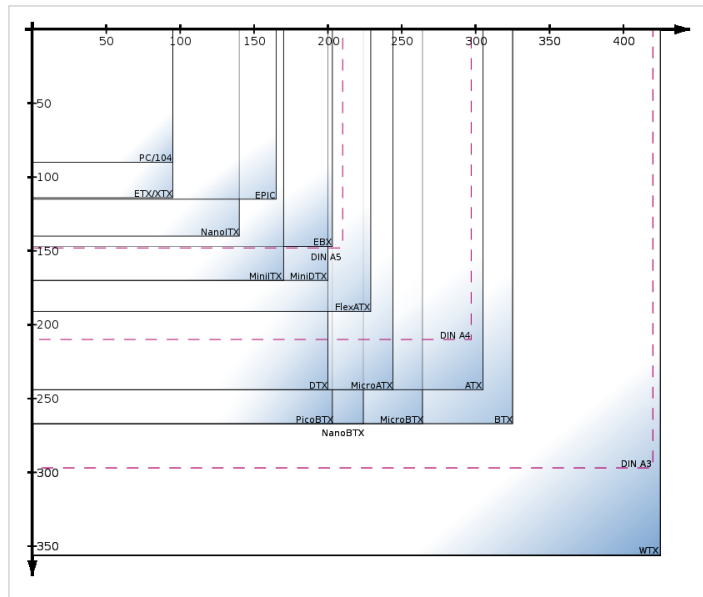 50 100 150 200 250 300 350 400
50
PC/104
100
ETX/XTX EPIC
NanoITX
EBX
150
DIN A5
MiniITX MiniDTX
FlexATX
200
DIN A4
DTX MicroATX ATX
250
PicoBTX MicroBTX BTX
NanoBTX
DIN A3
300
350
WTX